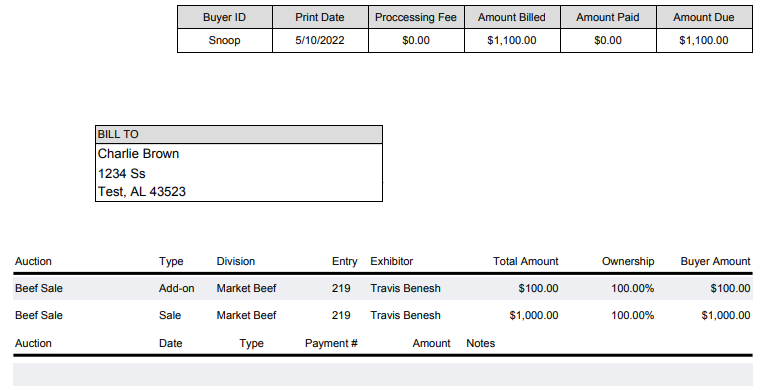 Buyer ID Print Date Proccessing Fee Amount Billed Amount Paid Amount Due
Snoop 5/10/2022 $0.00 $1,100.00 $0.00 $1,100.00
BILL TO
Charlie Brown
1234 Ss
Test, AL 43523
Auction Type Division Entry Exhibitor Total Amount Ownership Buyer Amount
Beef Sale Add-on Market Beef 219 Travis Benesh $100.00 100.00% $100.00
Beef Sale Sale Market Beef 219 Travis Benesh $1,000.00 100.00% $1,000.00
Auction Date Type Payment # Amount Notes